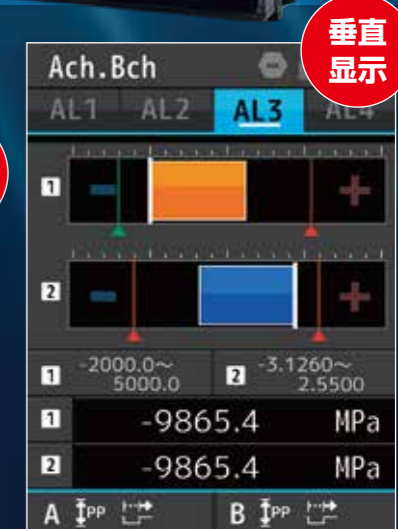 垂直
显示
Ach.Bch
AL1 AL2 AL3 AL4
1 − +
2 − +
1 -2000.0～5000.0 2 -3.1260～2.5500
1 -9865.4 MPa
2 -9865.4 MPa
A PP B PP